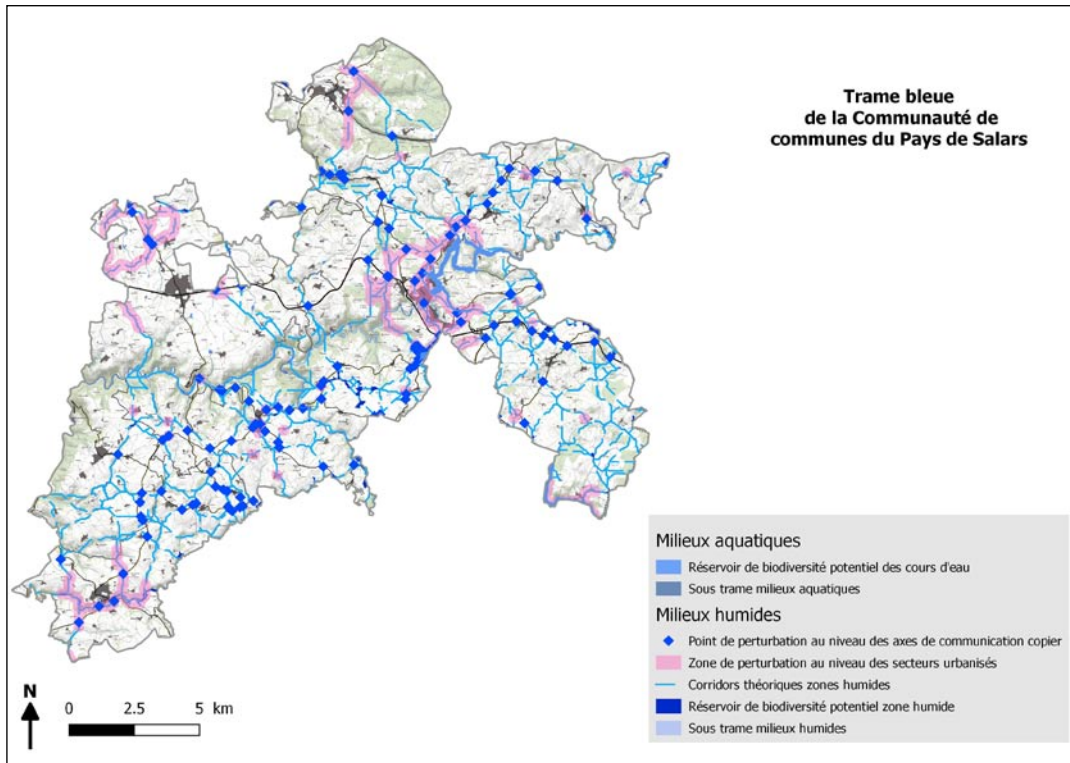 Trame bleue
de la Communauté de
communes du Pays de Salars
Milieux aquatiques
Réservoir de biodiversité potentiel des cours d'eau
Sous trame milieux aquatiques
Milieux humides
Point de perturbation au niveau des axes de communication copier
Zone de perturbation au niveau des secteurs urbanisés
Corridors théoriques zones humides
Réservoir de biodiversité potentiel zone humide
Sous trame milieux humides
N
0 2.5 5 km